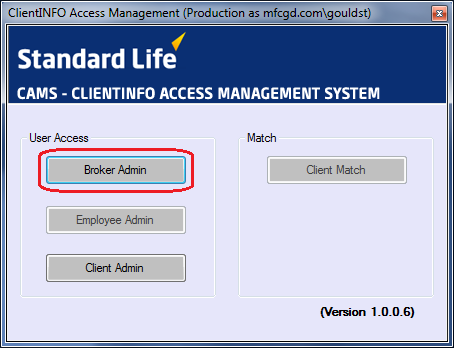 ClientINFO Access Management (Production as mfcgd.com\gouldst)
Standard Life
CAMS - CLIENTINFO ACCESS MANAGEMENT SYSTEM
User Access
Broker Admin
Employee Admin
Client Admin
Match
Client Match
(Version 1.0.0.6)